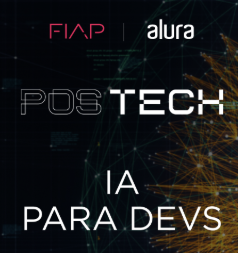 FIAP | alura
POS TECH
IA
PARA DEVS